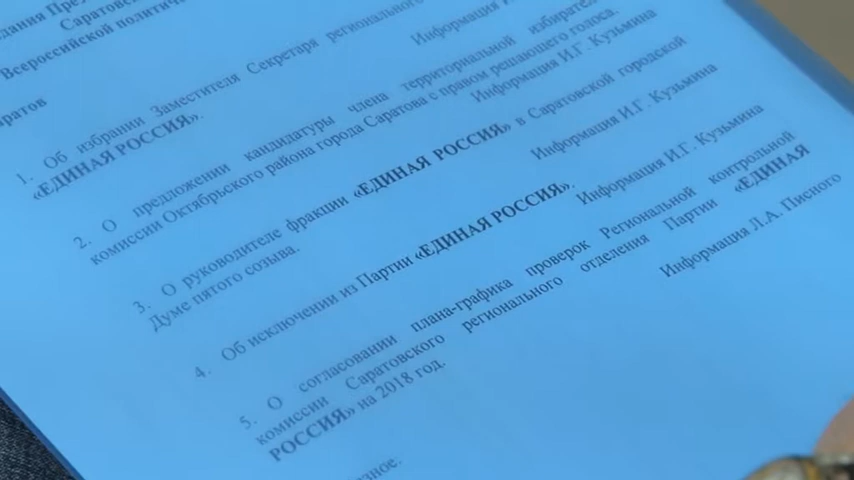 Саратовско
Всероссийской политиче
Информация И.
1. Об избрании Заместителя Секретаря регионального
«ЕДИНАЯ РОССИЯ».
Информация И.Г. Кузьмина
2. О предложении кандидатуры члена территориальной избирател
комиссии Октябрьского района города Саратова с правом решающего голоса.
Информация И.Г. Кузьмина
3. О руководителе фракции «ЕДИНАЯ РОССИЯ» в Саратовской городской
Думе пятого созыва.
Информация И.Г. Кузьмина
4. Об исключении из Партии «ЕДИНАЯ РОССИЯ».
Информация И.Г. Кузьмина
5. О согласовании плана-графика проверок Региональной контрольной
комиссии Саратовского регионального отделения Партии «ЕДИНАЯ
РОССИЯ» на 2018 год.
Информация Л.А. Писного